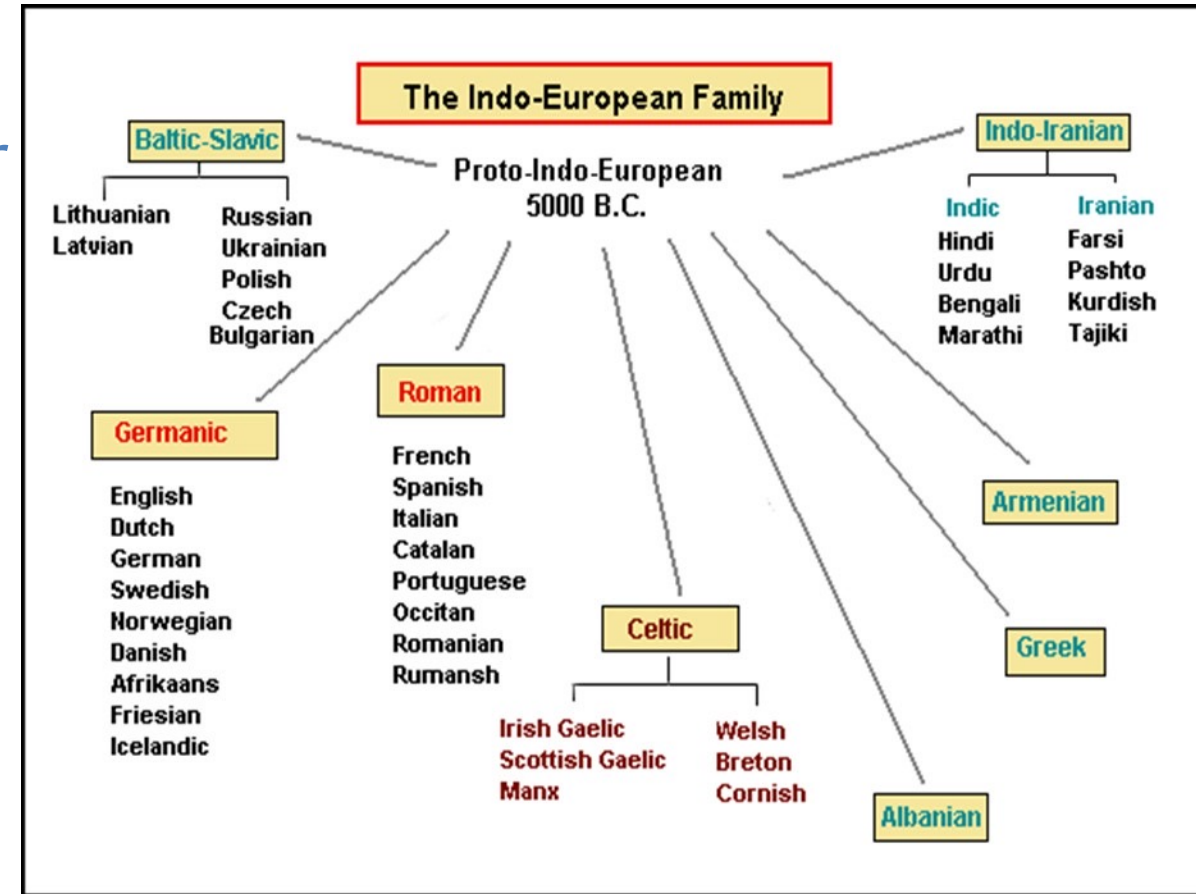 The Indo-European Family
Proto-Indo-European
5000 B.C.
Baltic-Slavic
Lithuanian
Latvian
Russian
Ukrainian
Polish
Czech
Bulgarian
Indo-Iranian
Indic
Hindi
Urdu
Bengali
Marathi
Iranian
Farsi
Pashto
Kurdish
Tajiki
Germanic
English
Dutch
German
Swedish
Norwegian
Danish
Afrikaans
Friesian
Icelandic
Roman
French
Spanish
Italian
Catalan
Portuguese
Occitan
Romanian
Rumansh
Celtic
Irish Gaelic
Scottish Gaelic
Manx
Welsh
Breton
Cornish
Albanian
Greek
Armenian